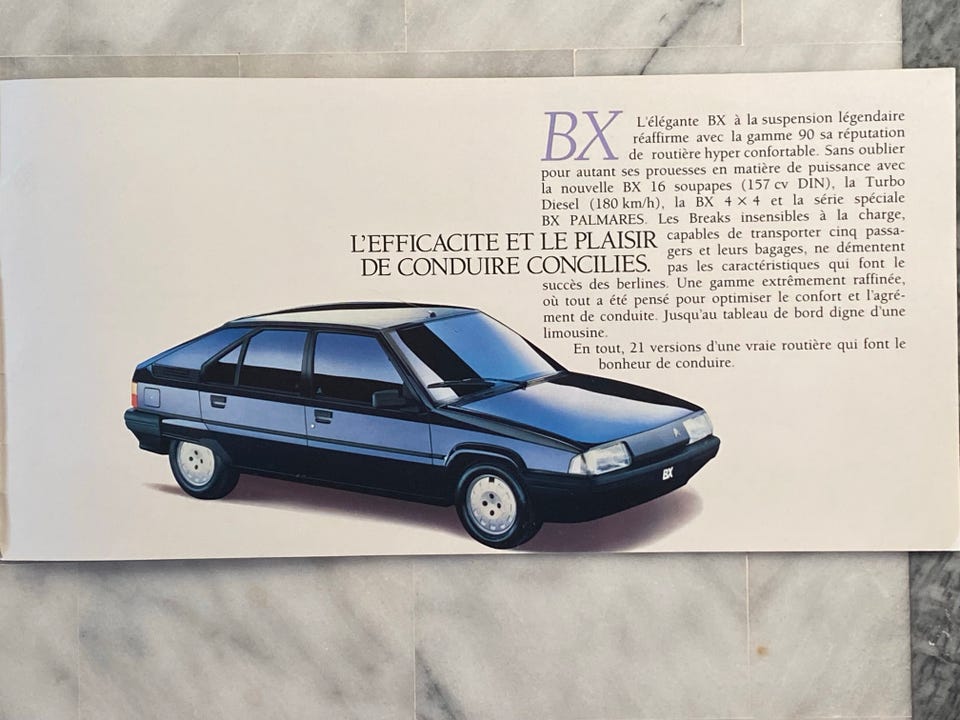 BX L'élégante BX à la suspension légendaire
réaffirme avec la gamme 90 sa réputation
de routière hyper confortable. Sans oublier
pour autant ses prouesses en matière de puissance avec
la nouvelle BX 16 soupapes (157 cv DIN), la Turbo
Diesel (180 km/h), la BX 4 × 4 et la série spéciale
BX PALMARES. Les Breaks insensibles à la charge,
capables de transporter cinq passa-
gers et leurs bagages, ne démentent
pas les caractéristiques qui font le
succès des berlines. Une gamme extrêmement raffinée,
où tout a été pensé pour optimiser le confort et l'agré-
ment de conduite. Jusqu'au tableau de bord digne d'une
limousine.
En tout, 21 versions d'une vraie routière qui font le
bonheur de conduire.
L'EFFICACITE ET LE PLAISIR
DE CONDUIRE CONCILIES.
BX